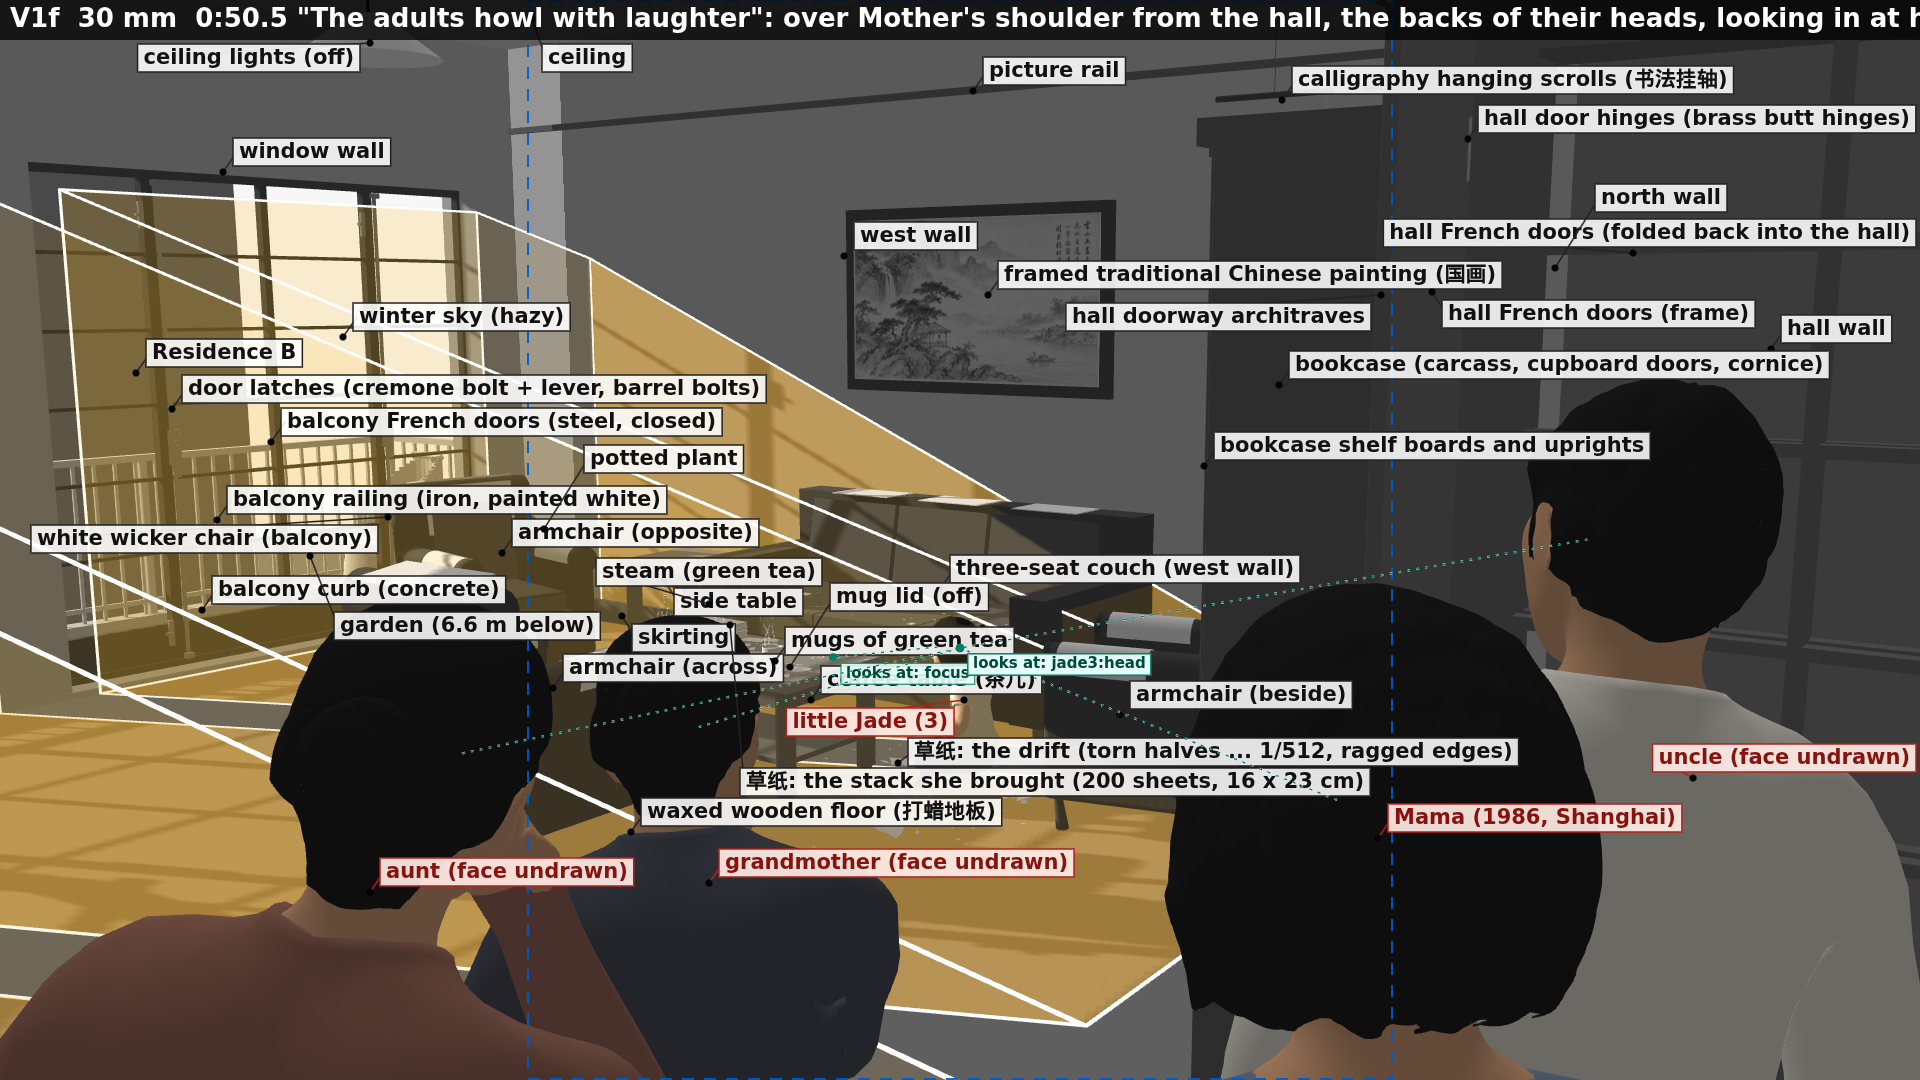 V1f 30 mm 0:50.5 "The adults howl with laughter": over Mother's shoulder from the hall, the backs of their heads, looking in at
ceiling lights (off)
ceiling
picture rail
calligraphy hanging scrolls (书法挂轴)
hall door hinges (brass butt hinges)
window wall
north wall
west wall
hall French doors (folded back into the hall)
framed traditional Chinese painting (国画)
winter sky (hazy)
hall doorway architraves
hall French doors (frame)
hall wall
Residence B
bookcase (carcass, cupboard doors, cornice)
door latches (cremone bolt + lever, barrel bolts)
balcony French doors (steel, closed)
bookcase shelf boards and uprights
potted plant
balcony railing (iron, painted white)
white wicker chair (balcony)
armchair (opposite)
steam (green tea)
three-seat couch (west wall)
balcony curb (concrete)
side table
mug lid (off)
garden (6.6 m below)
skirting
mugs of green tea
armchair (across)
looks at: focus
looks at: jade3:head
armchair (beside)
little Jade (3)
草纸: the drift (torn halves ... 1/512, ragged edges)
uncle (face undrawn)
草纸: the stack she brought (200 sheets, 16 x 23 cm)
waxed wooden floor (打蜡地板)
Mama (1986, Shanghai)
aunt (face undrawn)
grandmother (face undrawn)